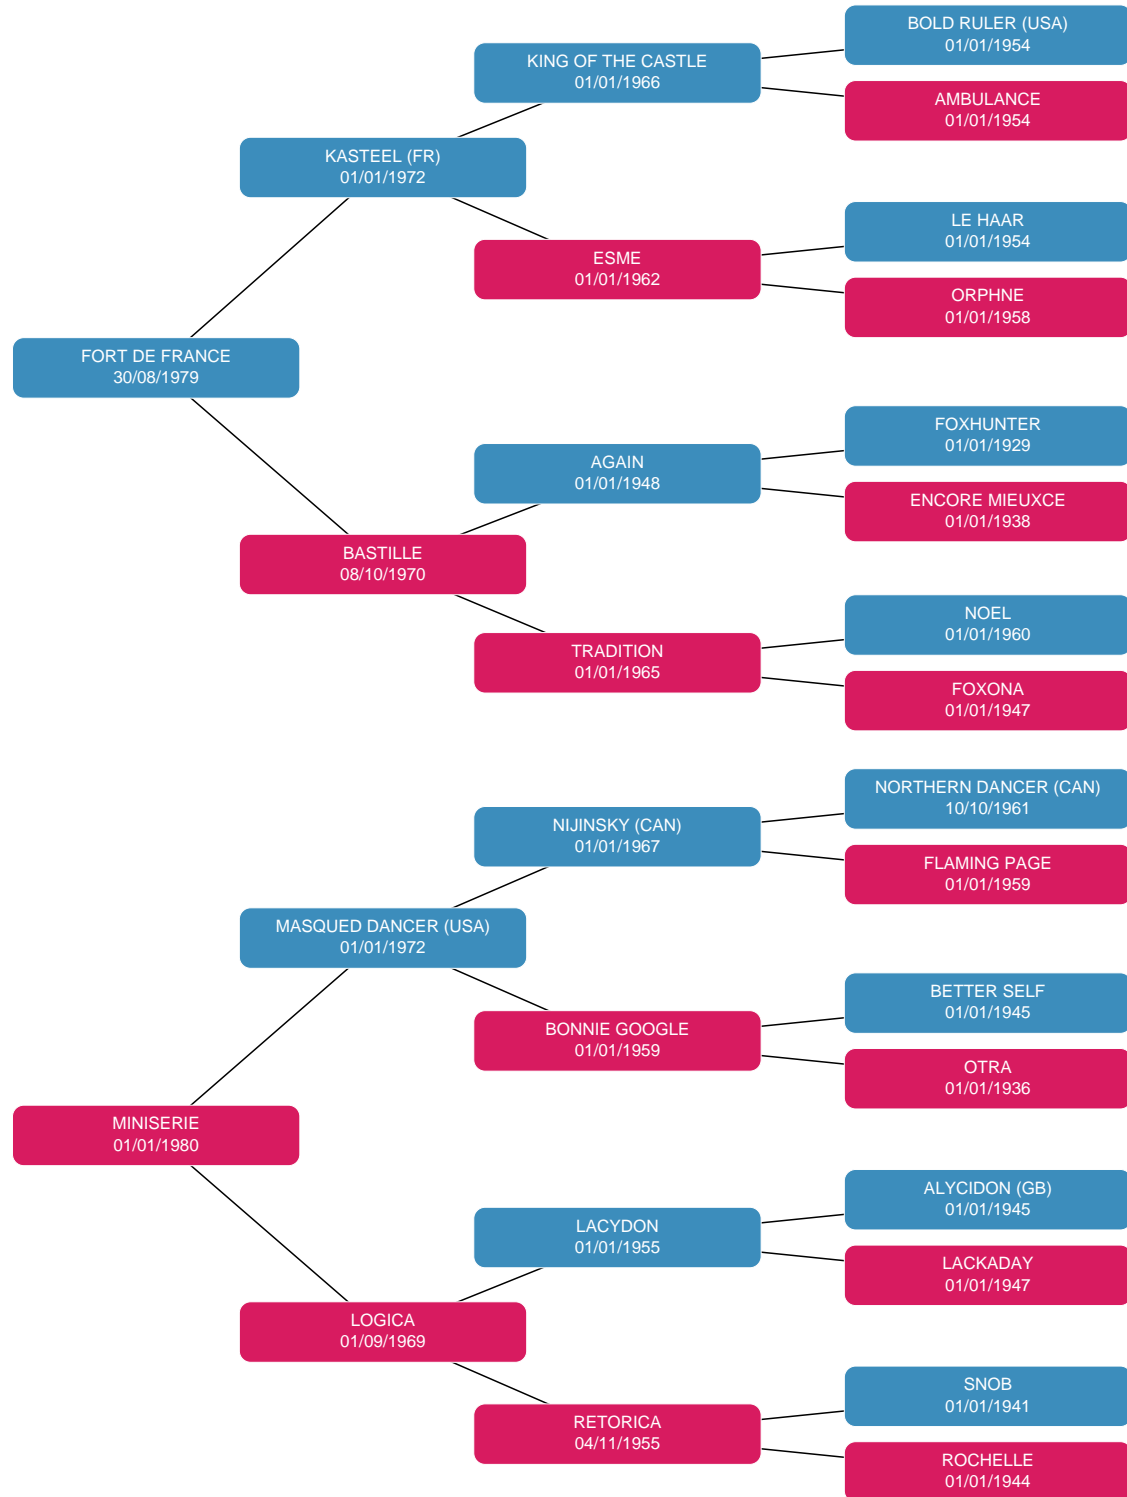 BOLD RULER (USA)
01/01/1954
KING OF THE CASTLE
01/01/1966
AMBULANCE
01/01/1954
KASTEEL (FR)
01/01/1972
LE HAAR
01/01/1954
ESME
01/01/1962
ORPHNE
01/01/1958
FORT DE FRANCE
30/08/1979
FOXHUNTER
01/01/1929
AGAIN
01/01/1948
ENCORE MIEUXCE
01/01/1938
BASTILLE
08/10/1970
NOEL
01/01/1960
TRADITION
01/01/1965
FOXONA
01/01/1947
NORTHERN DANCER (CAN)
10/10/1961
NIJINSKY (CAN)
01/01/1967
FLAMING PAGE
01/01/1959
MASQUED DANCER (USA)
01/01/1972
BETTER SELF
01/01/1945
BONNIE GOOGLE
01/01/1959
OTRA
01/01/1936
MINISERIE
01/01/1980
ALYCIDON (GB)
01/01/1945
LACYDON
01/01/1955
LACKADAY
01/01/1947
LOGICA
01/09/1969
SNOB
01/01/1941
RETORICA
04/11/1955
ROCHELLE
01/01/1944